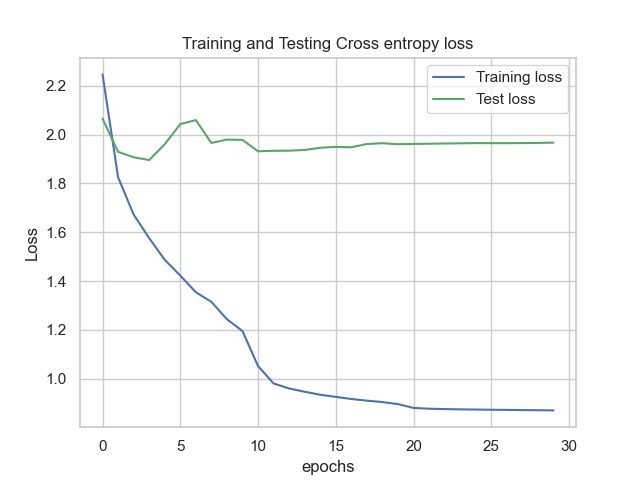 Training and Testing Cross entropy loss
Training loss
Test loss
Loss
2.2
2.0
1.8
1.6
1.4
1.2
1.0
0 5 10 15 20 25 30
epochs